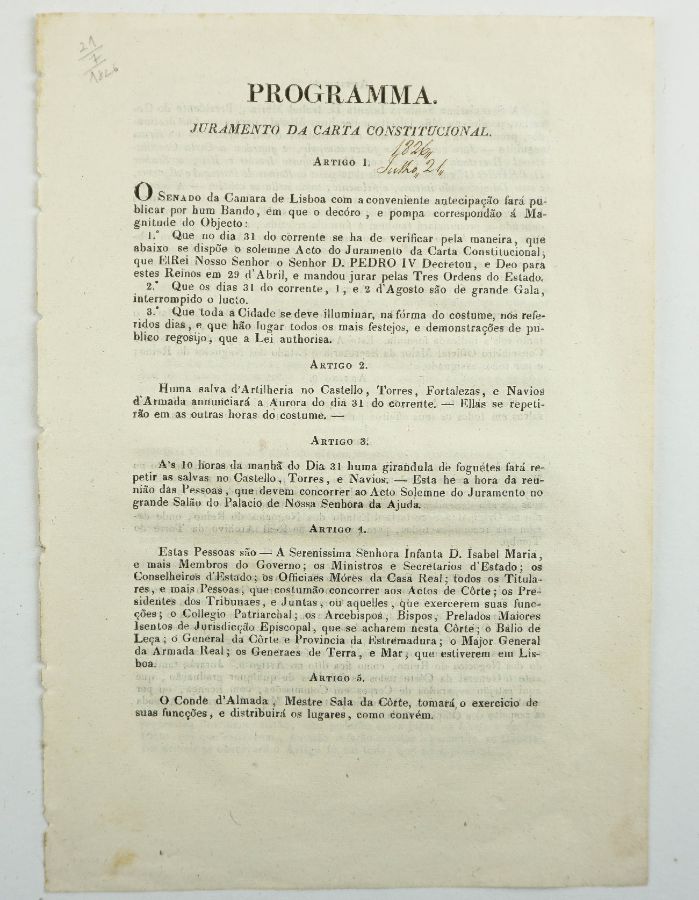 21
7
1826
PROGRAMMA.
JURAMENTO DA CARTA CONSTITUCIONAL.
1826,,
Julho,, 21,,
ARTIGO 1.
O SENADO da Camara de Lisboa com a conveniente antecipação fará pu-
blicar por hum Bando, em que o decóro, e pompa correspondão á Ma-
gnitude do Objecto:
1.° Que no dia 31 do corrente se ha de verificar pela maneira, que
abaixo se dispõe o solemne Acto do Juramento da Carta Constitucional,
que ElRei Nosso Senhor o Senhor D. PEDRO IV Decretou, e Deo para
estes Reinos em 29 d'Abril, e mandou jurar pelas Tres Ordens do Estado.
2.° Que os dias 31 do corrente, 1, e 2 d'Agosto são de grande Gala,
interrompido o lucto.
3.° Que toda a Cidade se deve illuminar, na fórma do costume, nos refe-
ridos dias, e que hão lugar todos os mais festejos, e demonstrações de pu-
blico regosijo, que a Lei authorisa.
ARTIGO 2.
Huma salva d'Artilheria no Castello, Torres, Fortalezas, e Navios
d'Armada annunciará a Aurora do dia 31 do corrente. — Ellas se repeti-
rão em as outras horas do costume. —
ARTIGO 3.
A's 10 horas da manhã do Dia 31 huma girandula de foguetes fará re-
petir as salvas no Castello, Torres, e Navios. — Esta he a hora da reu-
nião das Pessoas, que devem concorrer ao Acto Solemne do Juramento no
grande Salão do Palacio de Nossa Senhora da Ajuda.
ARTIGO 4.
Estas Pessoas são — A Serenissima Senhora Infanta D. Isabel Maria,
e mais Membros do Governo; os Ministros e Secretarios d'Estado; os
Conselheiros d'Estado; os Officiaes Móres da Casa Real; todos os Titula-
res, e mais Pessoas, que costumão concorrer aos Actos de Côrte; os Pre-
sidentes dos Tribunaes, e Juntas, ou aquelles, que exercerem suas func-
ções; o Collegio Patriarchal; os Arcebispos, Bispos, Prelados Maiores
Isentos de Jurisdicção Episcopal, que se acharem nesta Côrte; o Bálio de
Leça; o General da Côrte e Provincia da Estremadura; o Major General
da Armada Real; os Generaes de Terra, e Mar, que estiverem em Lis-
boa.
ARTIGO 5.
O Conde d'Almada, Mestre Sala da Côrte, tomará o exercicio de
suas funcções, e distribuirá os lugares, como convém.